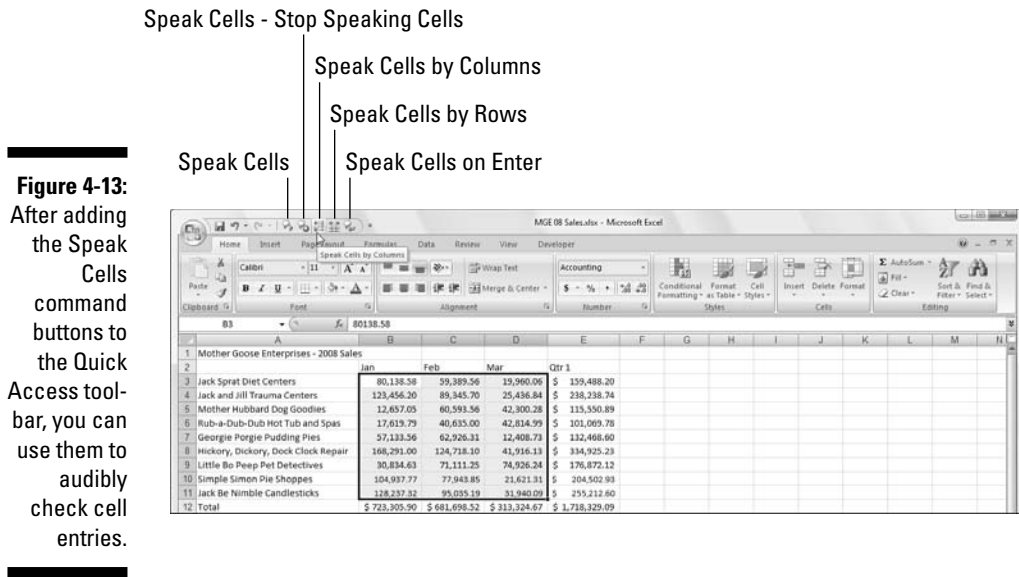 Speak Cells - Stop Speaking Cells
Speak Cells by Columns
Speak Cells by Rows
Speak Cells
Speak Cells on Enter
Figure 4-13:
After adding
the Speak
Cells
command
buttons to
the Quick
Access tool-
bar, you can
use them to
audibly
check cell
entries.
MGE 08 Sales.xlsx - Microsoft Excel
Home Insert Page Layout Formulas Data Review View Developer
Speak Cells by Columns
Calibri 11 A A Wrap Text Accounting Σ AutoSum
Paste Conditional Format Cell Insert Delete Format Fill Sort & Find &
B I U A Merge & Center $ % , Formatting as Table Styles Clear Filter Select
Clipboard Font Alignment Number Styles Cells Editing
B3 fx 80138.58
A B C D E F G H I J K L M N
1 Mother Goose Enterprises - 2008 Sales
2 Jan Feb Mar Qtr 1
3 Jack Sprat Diet Centers 80,138.58 59,389.56 19,960.06 $ 159,488.20
4 Jack and Jill Trauma Centers 123,456.20 89,345.70 25,436.84 $ 238,238.74
5 Mother Hubbard Dog Goodies 12,657.05 60,593.56 42,300.28 $ 115,550.89
6 Rub-a-Dub-Dub Hot Tub and Spas 17,619.79 40,635.00 42,814.99 $ 101,069.78
7 Georgie Porgie Pudding Pies 57,133.56 62,926.31 12,408.73 $ 132,468.60
8 Hickory, Dickory, Dock Clock Repair 168,291.00 124,718.10 41,916.13 $ 334,925.23
9 Little Bo Peep Pet Detectives 30,834.63 71,111.25 74,926.24 $ 176,872.12
10 Simple Simon Pie Shoppes 104,937.77 77,943.85 21,621.31 $ 204,502.93
11 Jack Be Nimble Candlesticks 128,237.32 95,035.19 31,940.09 $ 255,212.60
12 Total $ 723,305.90 $ 681,698.52 $ 313,324.67 $ 1,718,329.09